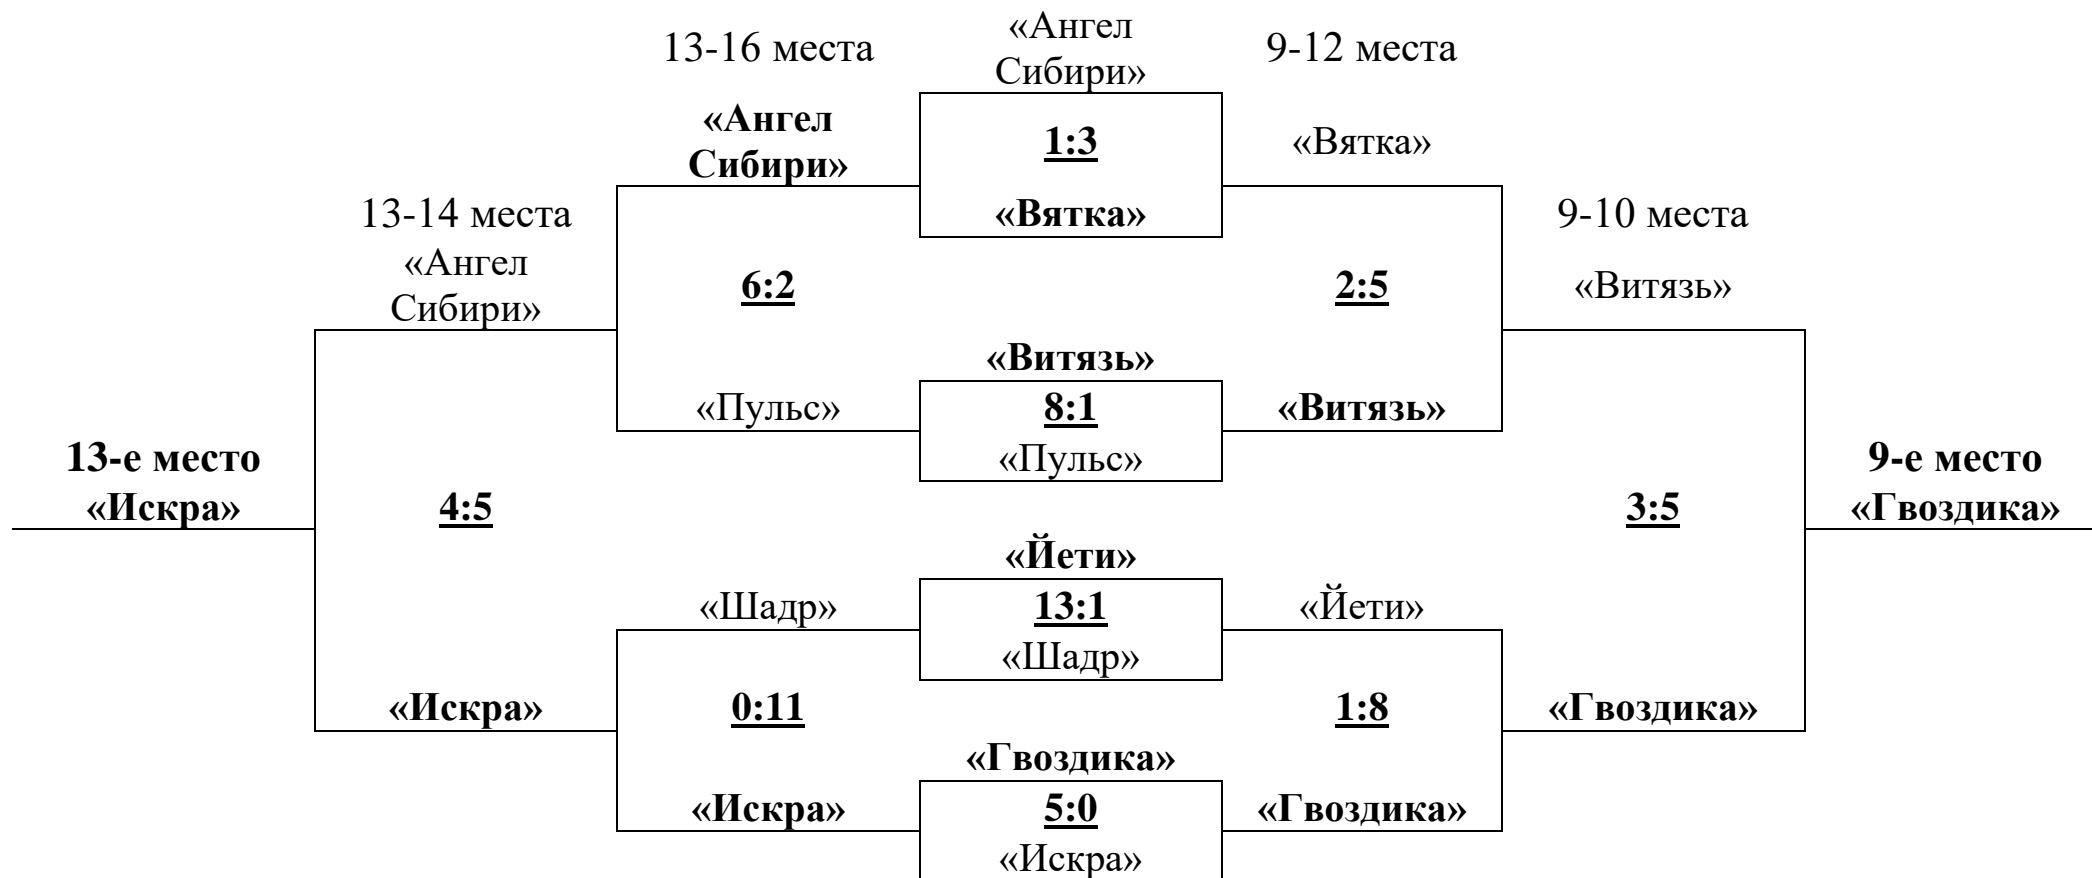 «Ангел
13-16 места
9-12 места
Сибири»
«Ангел
1:3
«Вятка»
Сибири»
13-14 места
«Вятка»
9-10 места
«Ангел
6:2
2:5
«Витязь»
Сибири»
«Витязь»
«Пульс»
8:1
«Витязь»
13-е место
«Пульс»
9-е место
«Искра»
4:5
3:5
«Гвоздика»
«Йети»
«Шадр»
13:1
«Йети»
«Шадр»
«Искра»
0:11
1:8
«Гвоздика»
«Гвоздика»
«Искра»
5:0
«Гвоздика»
«Искра»